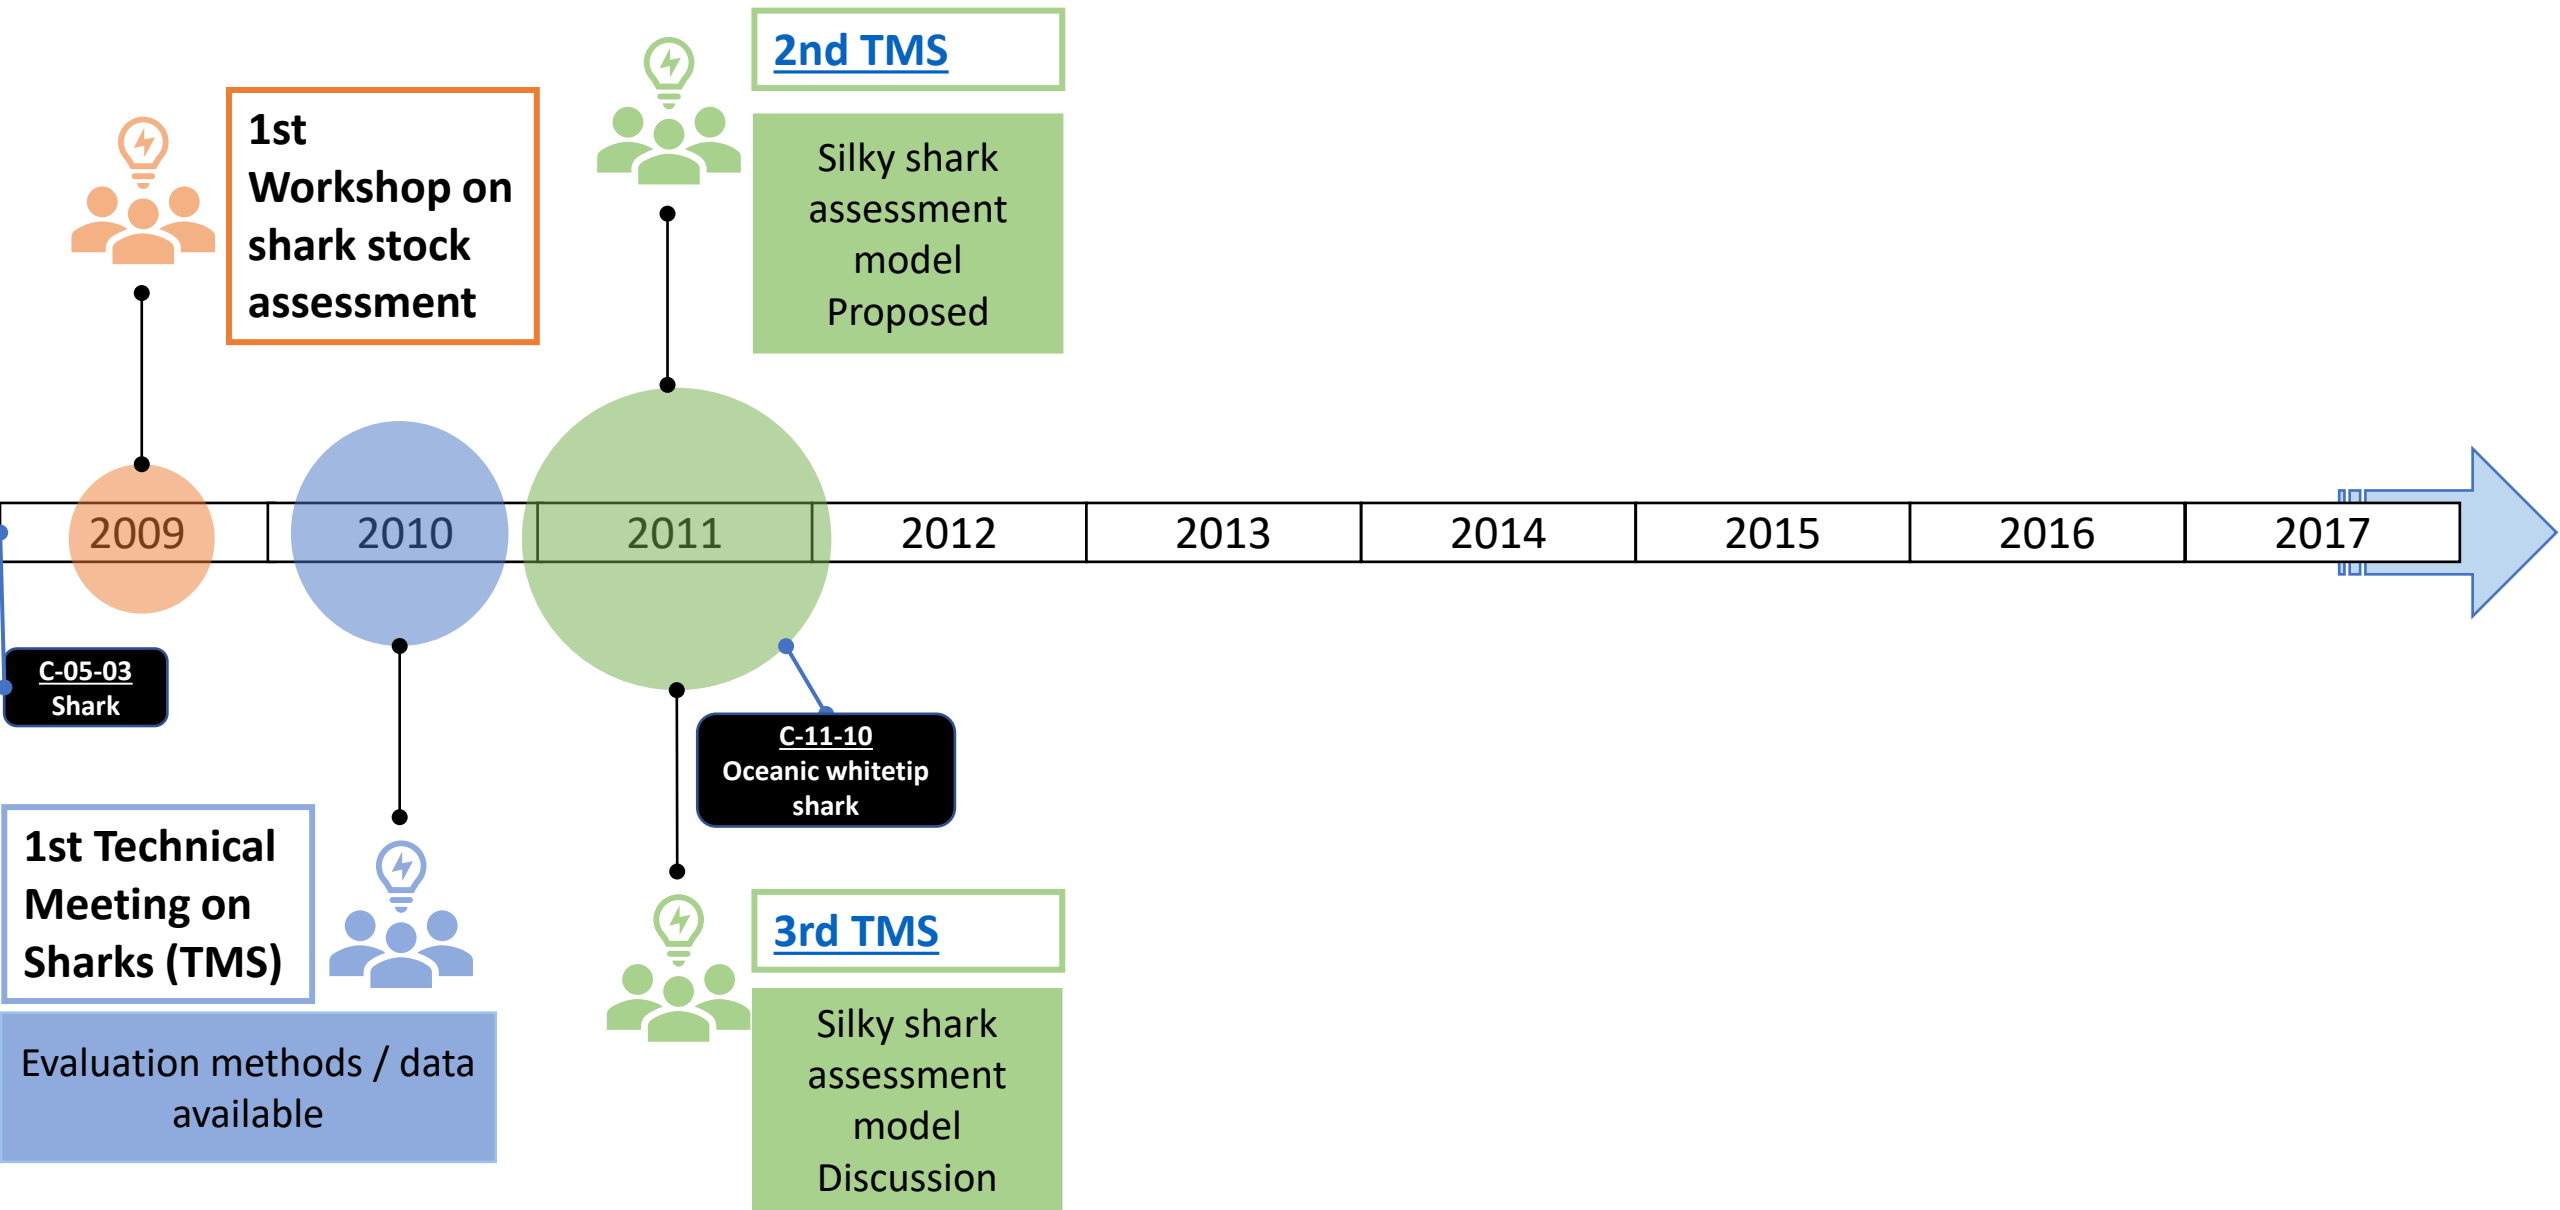 2nd TMS
1st
Workshop on
shark stock
assessment
Silky shark
assessment
model
Proposed
2009
2010
2011
2012
2013
2014
2015
2016
2017
C-05-03
Shark
C-11-10
Oceanic whitetip
shark
1st Technical
Meeting on
Sharks (TMS)
Evaluation methods / data
available
3rd TMS
Silky shark
assessment
model
Discussion